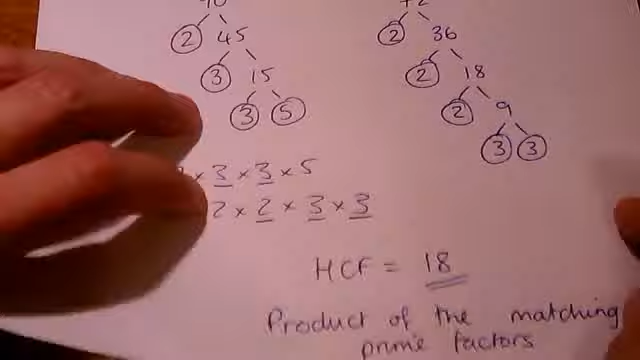 2 45 2 36
3 15 2 18
3 5 2 9
3 3
× 3 × 3 × 5
2 × 2 × 3 × 3
HCF = 18
Product of the matching
prime factors